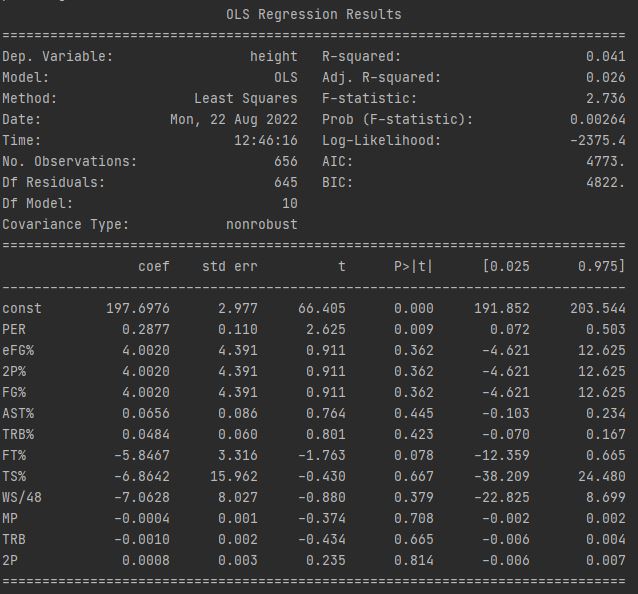 OLS Regression Results
==============================================================================
Dep. Variable:                 height   R-squared:                       0.041
Model:                            OLS   Adj. R-squared:                  0.026
Method:                 Least Squares   F-statistic:                     2.736
Date:                Mon, 22 Aug 2022   Prob (F-statistic):            0.00264
Time:                        12:46:16   Log-Likelihood:                -2375.4
No. Observations:                 656   AIC:                             4773.
Df Residuals:                     645   BIC:                             4822.
Df Model:                          10
Covariance Type:            nonrobust
==============================================================================
                 coef    std err          t      P>|t|      [0.025      0.975]
------------------------------------------------------------------------------
const        197.6976      2.977     66.405      0.000     191.852     203.544
PER            0.2877      0.110      2.625      0.009       0.072       0.503
eFG%           4.0020      4.391      0.911      0.362      -4.621      12.625
2P%            4.0020      4.391      0.911      0.362      -4.621      12.625
FG%            4.0020      4.391      0.911      0.362      -4.621      12.625
AST%           0.0656      0.086      0.764      0.445      -0.103       0.234
TRB%           0.0484      0.060      0.801      0.423      -0.070       0.167
FT%           -5.8467      3.316     -1.763      0.078     -12.359       0.665
TS%           -6.8642     15.962     -0.430      0.667     -38.209      24.480
WS/48         -7.0628      8.027     -0.880      0.379     -22.825       8.699
MP            -0.0004      0.001     -0.374      0.708      -0.002       0.002
TRB           -0.0010      0.002     -0.434      0.665      -0.006       0.004
2P             0.0008      0.003      0.235      0.814      -0.006       0.007
==============================================================================